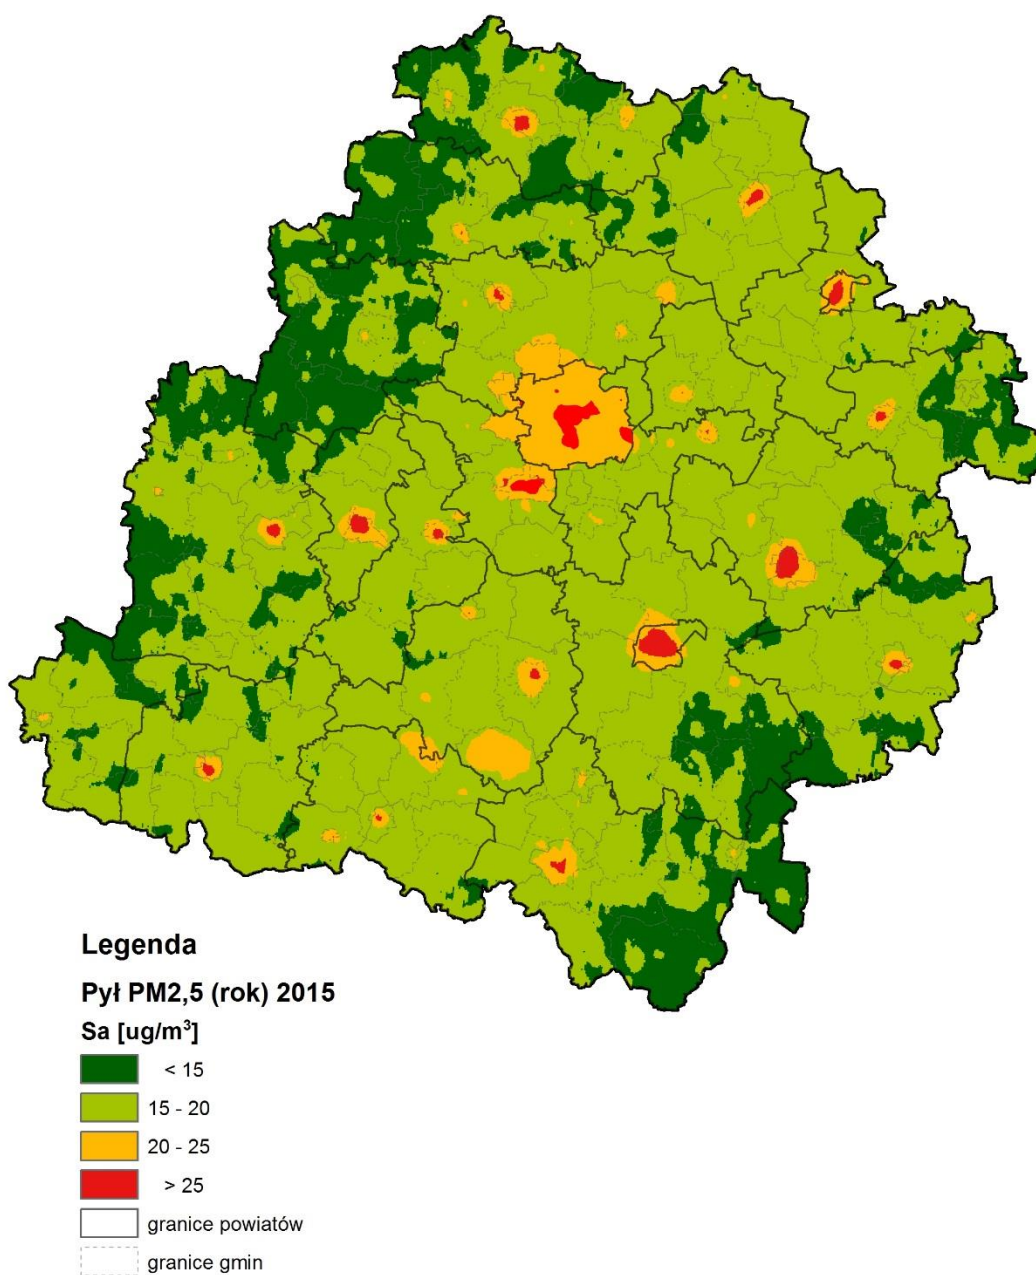 Legenda
Pył PM2,5 (rok) 2015
Sa [ug/m³]
< 15
15 - 20
20 - 25
> 25
granice powiatów
granice gmin